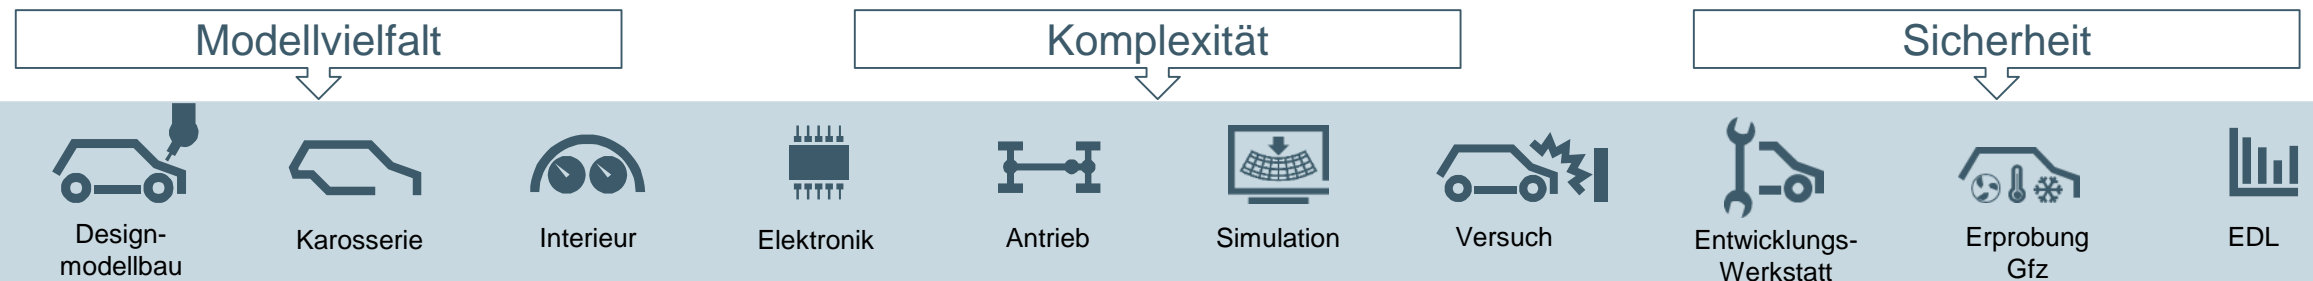 Modellvielfalt
Komplexität
Sicherheit
Design-
modellbau
Karosserie
Interieur
Elektronik
Antrieb
Simulation
Versuch
Entwicklungs-
Werkstatt
Erprobung
Gfz
EDL